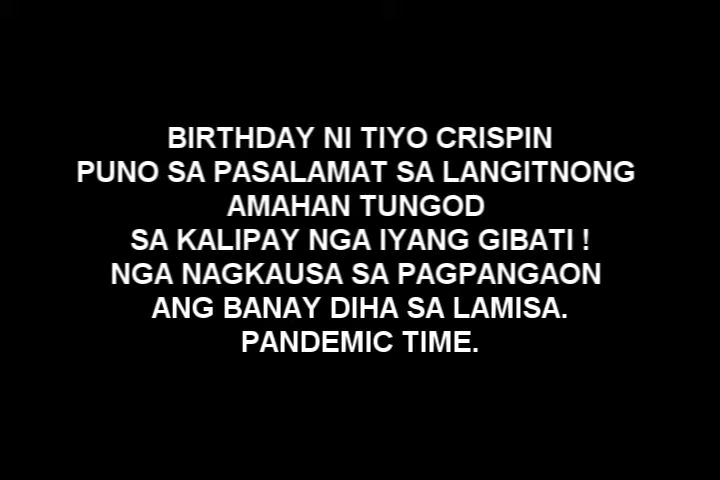 BIRTHDAY NI TIYO CRISPIN
PUNO SA PASALAMAT SA LANGITNONG
AMAHAN TUNGOD
SA KALIPAY NGA IYANG GIBATI !
NGA NAGKAUSA SA PAGPANGAON
ANG BANAY DIHA SA LAMISA.
PANDEMIC TIME.